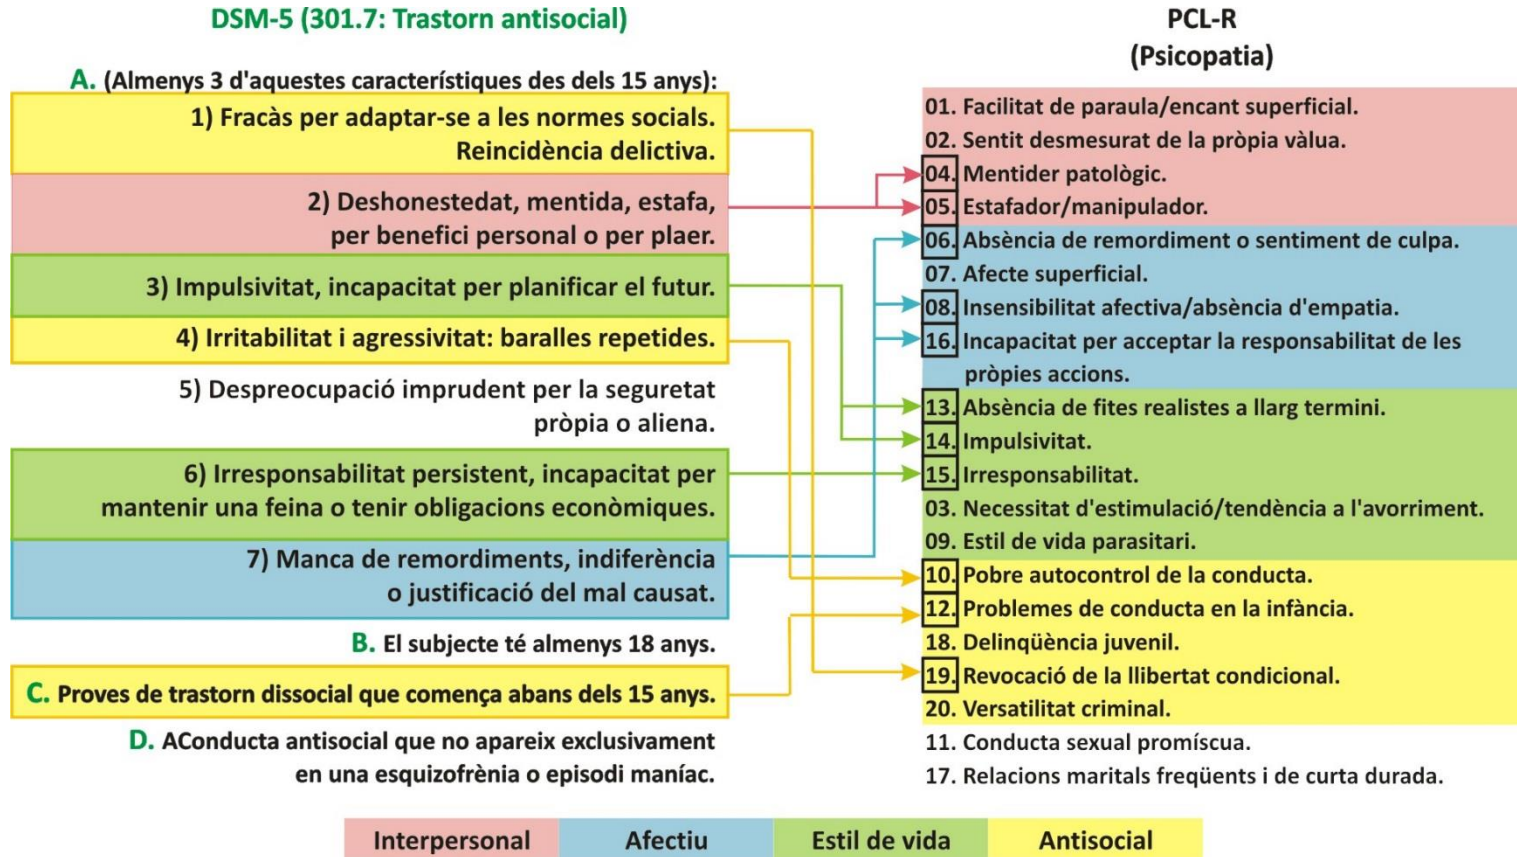 DSM-5 (301.7: Trastorn antisocial)
A. (Almenys 3 d'aquestes característiques des dels 15 anys):
1) Fracàs per adaptar-se a les normes socials.
Reincidència delictiva.
2) Deshonestedat, mentida, estafa,
per benefici personal o per plaer.
3) Impulsivitat, incapacitat per planificar el futur.
4) Irritabilitat i agressivitat: baralles repetides.
5) Despreocupació imprudent per la seguretat
pròpia o aliena.
6) Irresponsabilitat persistent, incapacitat per
mantenir una feina o tenir obligacions econòmiques.
7) Manca de remordiments, indiferència
o justificació del mal causat.
B. El subjecte té almenys 18 anys.
C. Proves de trastorn dissocial que comença abans dels 15 anys.
D. AConducta antisocial que no apareix exclusivament
en una esquizofrènia o episodi maníac.
PCL-R
(Psicopatia)
01. Facilitat de paraula/encant superficial.
02. Sentit desmesurat de la pròpia vàlua.
04. Mentider patològic.
05. Estafador/manipulador.
06. Absència de remordiment o sentiment de culpa.
07. Afecte superficial.
08. Insensibilitat afectiva/absència d'empatia.
16. Incapacitat per acceptar la responsabilitat de les
pròpies accions.
13. Absència de fites realistes a llarg termini.
14. Impulsivitat.
15. Irresponsabilitat.
03. Necessitat d'estimulació/tendència a l'avorriment.
09. Estil de vida parasitari.
10. Pobre autocontrol de la conducta.
12. Problemes de conducta en la infància.
18. Delinqüència juvenil.
19. Revocació de la llibertat condicional.
20. Versatilitat criminal.
11. Conducta sexual promíscua.
17. Relacions maritals freqüents i de curta durada.
Interpersonal Afectiu Estil de vida Antisocial